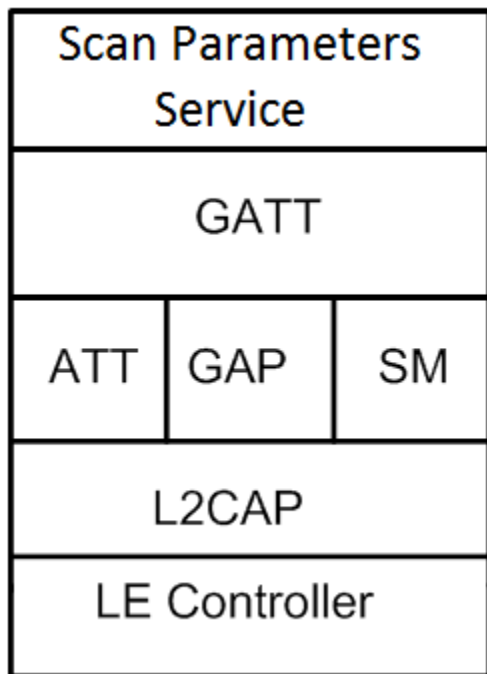 Scan Parameters
Service
GATT
ATT GAP SM
L2CAP
LE Controller